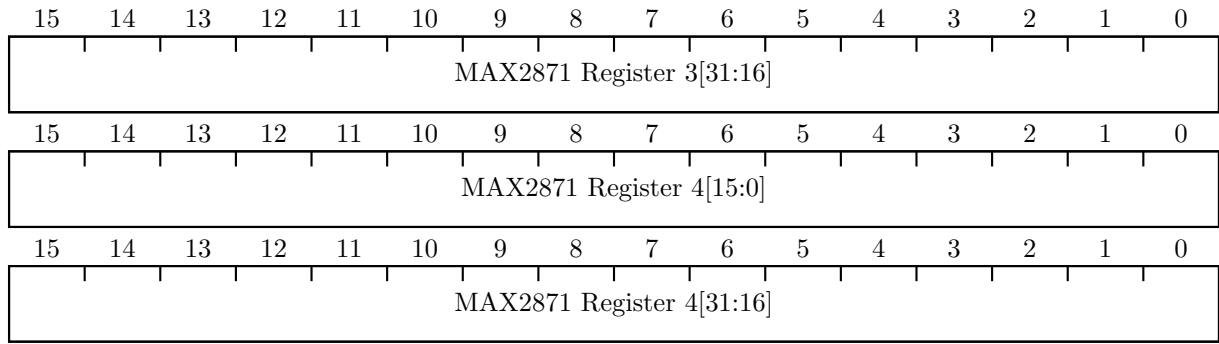 15 14 13 12 11 10 9 8 7 6 5 4 3 2 1 0
MAX2871 Register 3[31:16]
15 14 13 12 11 10 9 8 7 6 5 4 3 2 1 0
MAX2871 Register 4[15:0]
15 14 13 12 11 10 9 8 7 6 5 4 3 2 1 0
MAX2871 Register 4[31:16]